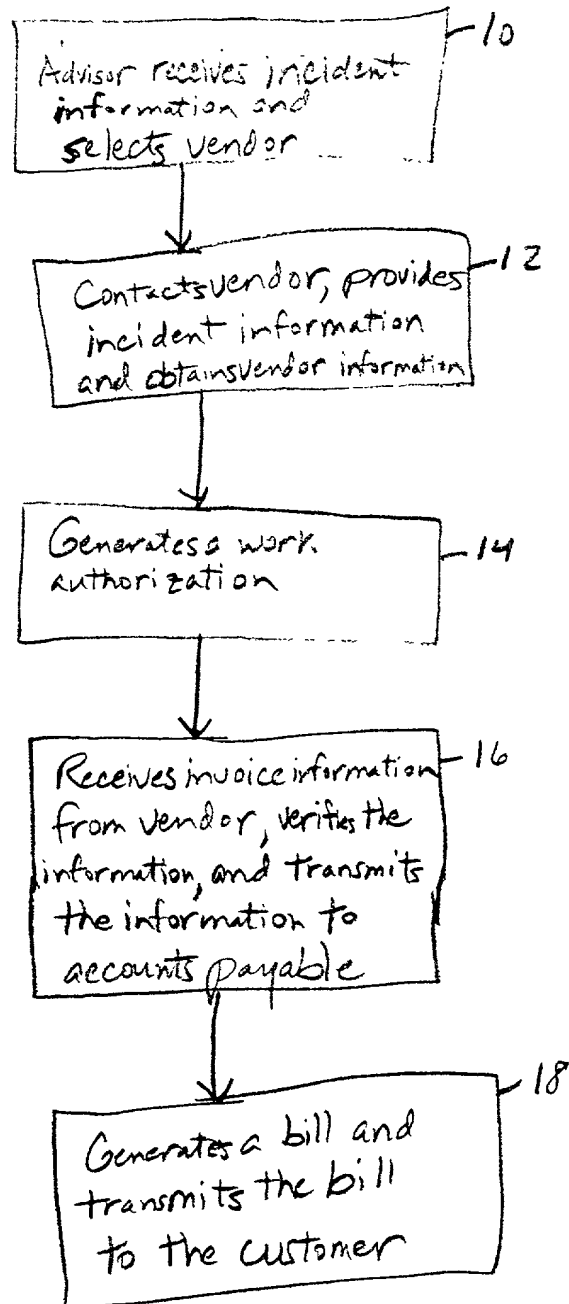 10
Advisor receives incident
information and
selects vendor
12
Contacts vendor, provides
incident information
and obtains vendor information
Generates a work
authorization
14
16
Receives invoice information
from vendor, verifies the
information, and transmits
the information to
accounts payable
18
Generates a bill and
transmits the bill
to the customer